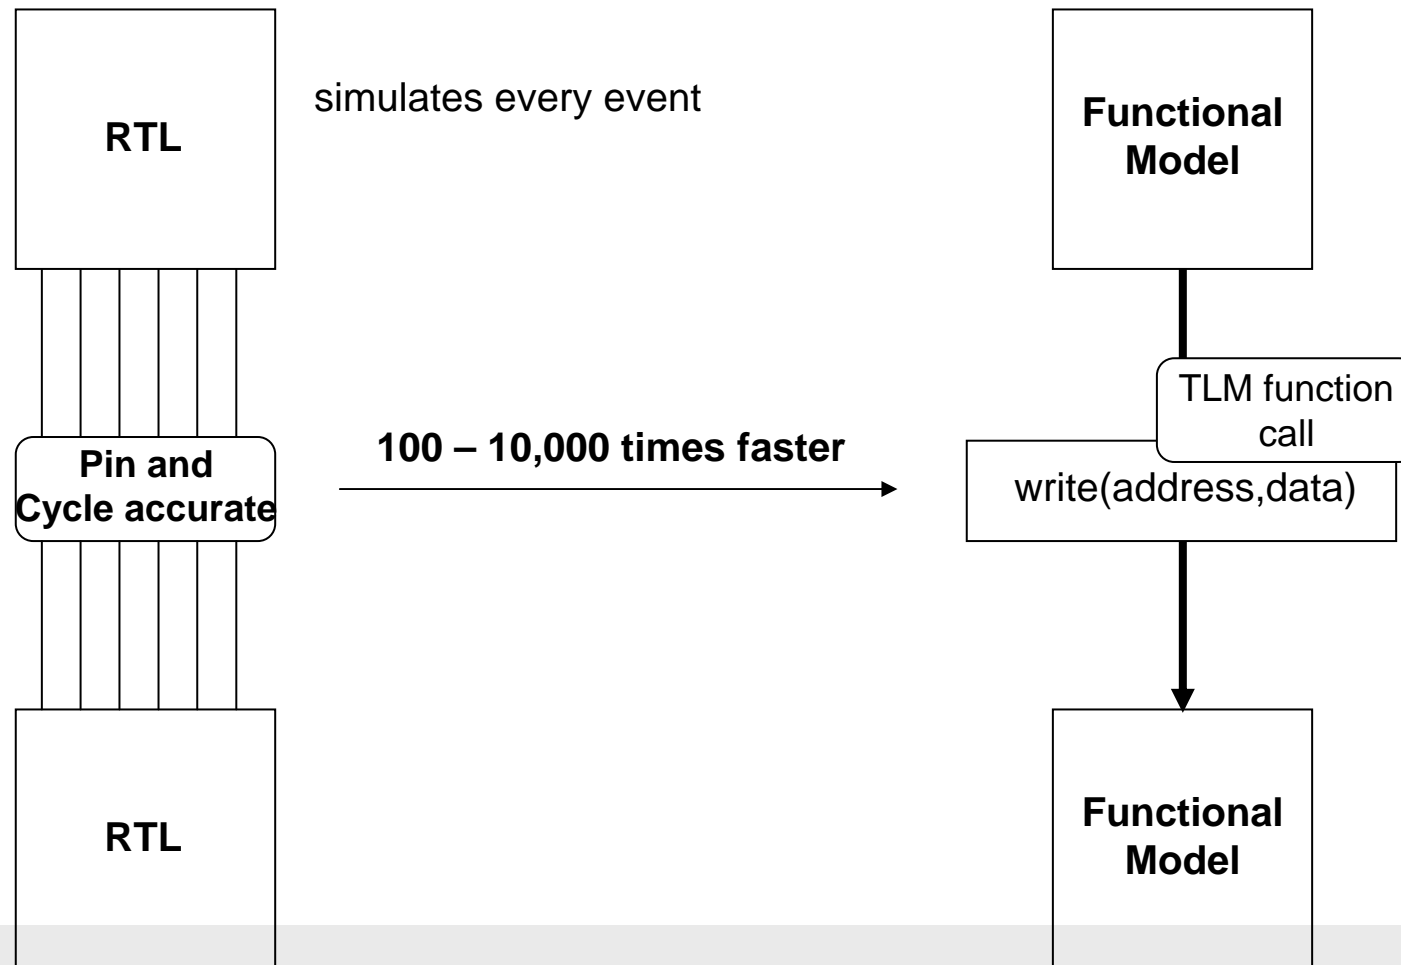 RTL
simulates every event
Functional
Model
Pin and
Cycle accurate
100 – 10,000 times faster
TLM function
call
write(address,data)
RTL
Functional
Model